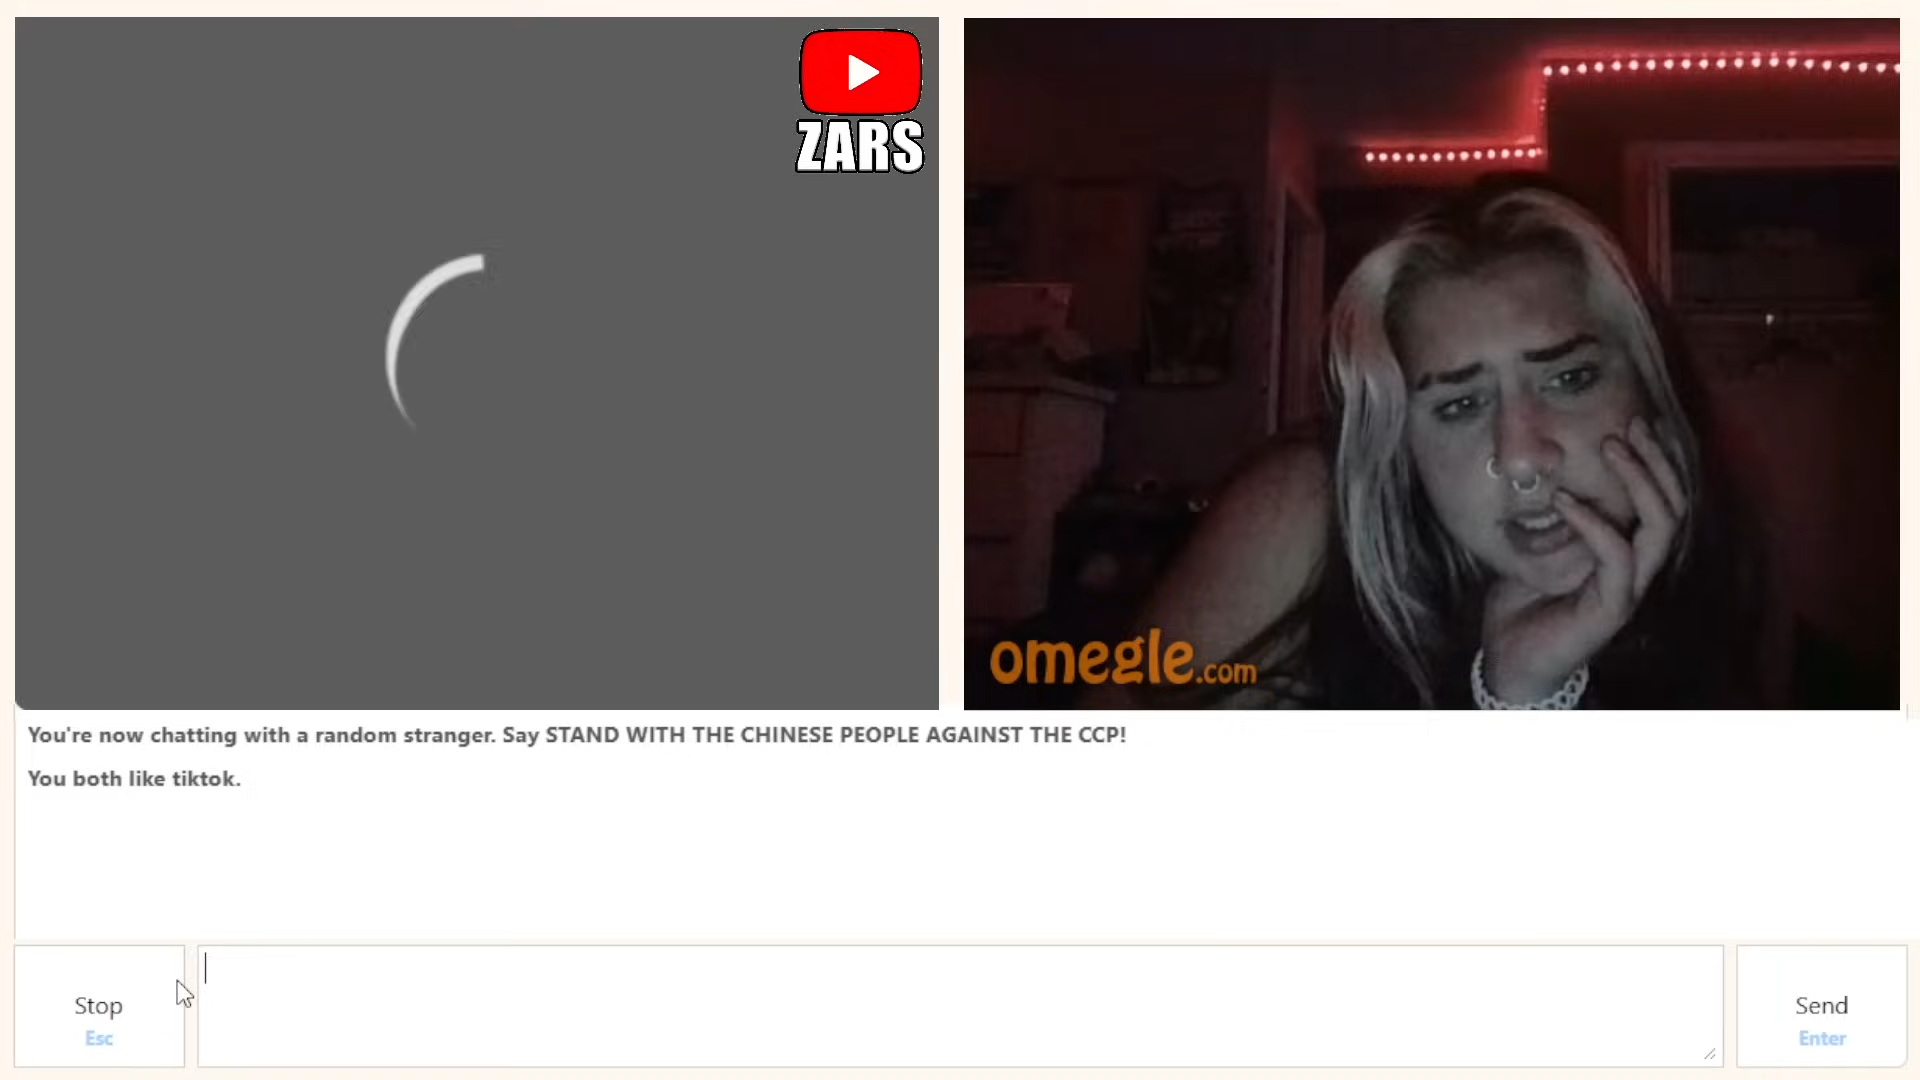 ZARS
omegle.com
You're now chatting with a random stranger. Say STAND WITH THE CHINESE PEOPLE AGAINST THE CCP!
You both like tiktok.
Stop
Esc
Send
Enter